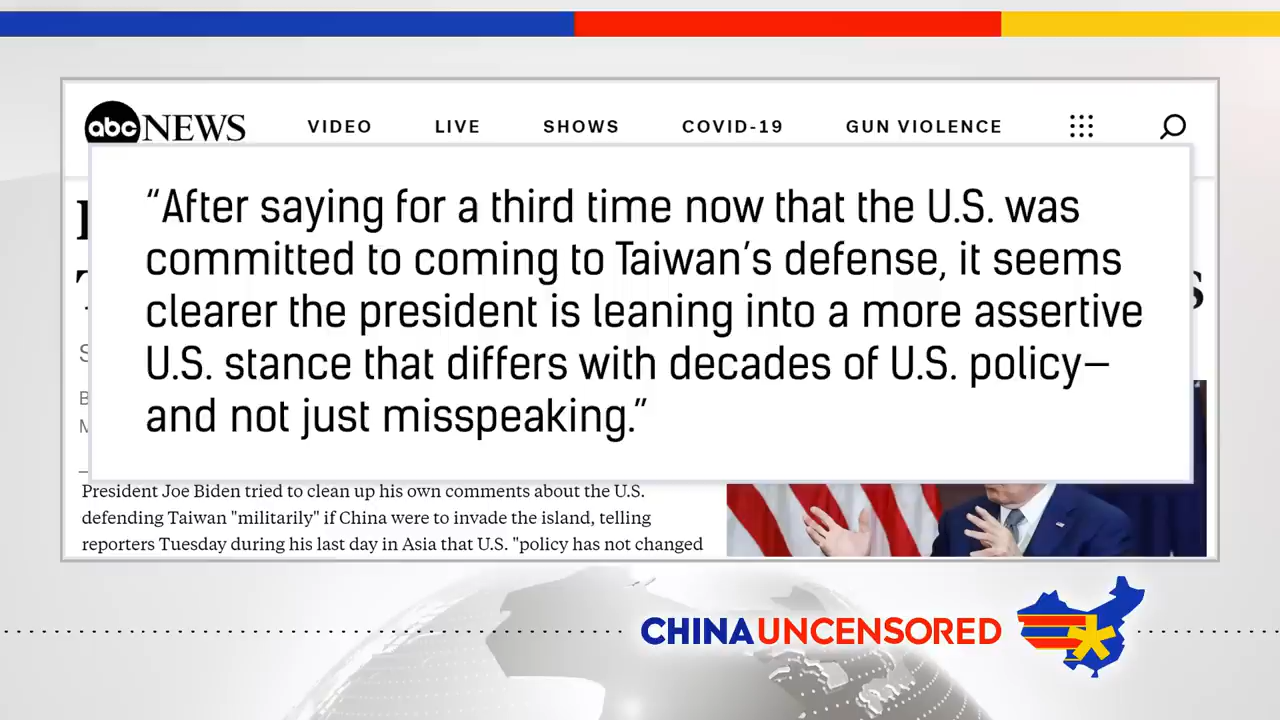 abc NEWS VIDEO LIVE SHOWS COVID-19 GUN VIOLENCE
“After saying for a third time now that the U.S. was
committed to coming to Taiwan’s defense, it seems
clearer the president is leaning into a more assertive
U.S. stance that differs with decades of U.S. policy—
and not just misspeaking.”
President Joe Biden tried to clean up his own comments about the U.S.
defending Taiwan "militarily" if China were to invade the island, telling
reporters Tuesday during his last day in Asia that U.S. "policy has not changed
CHINA UNCENSORED